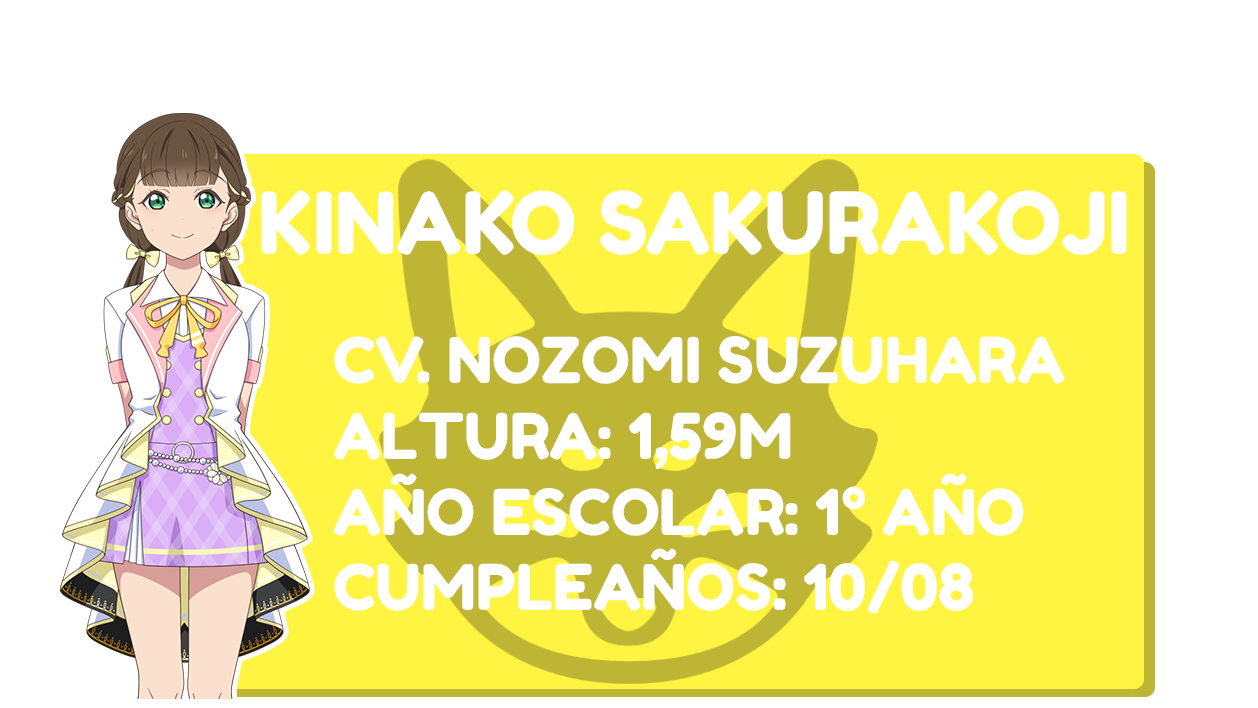 KINAKO SAKURAKOJI
CV. NOZOMI SUZUHARA
ALTURA: 1,59M
AÑO ESCOLAR: 1° AÑO
CUMPLEAÑOS: 10/08